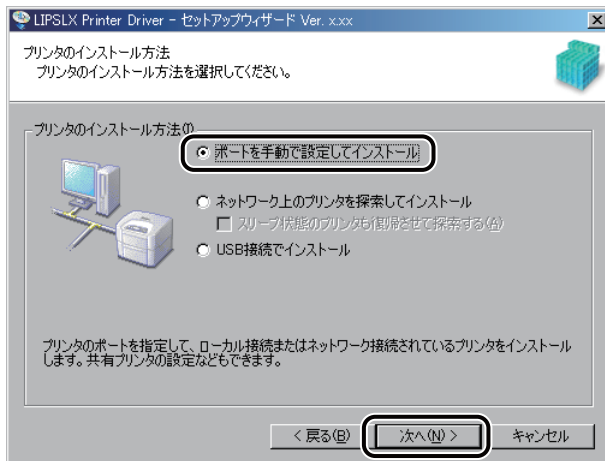 LIPSLX Printer Driver – セットアップウィザード Ver. x.xx
プリンタのインストール方法
プリンタのインストール方法を選択してください。
プリンタのインストール方法(I)
ポートを手動で設定してインストール
ネットワーク上のプリンタを探索してインストール
スリープ状態のプリンタも復帰させて探索する(A)
USB接続でインストール
プリンタのポートを指定して、ローカル接続またはネットワーク接続されているプリンタをインストール
します。共有プリンタの設定などもできます。
< 戻る(B)
次へ(N) >
キャンセル